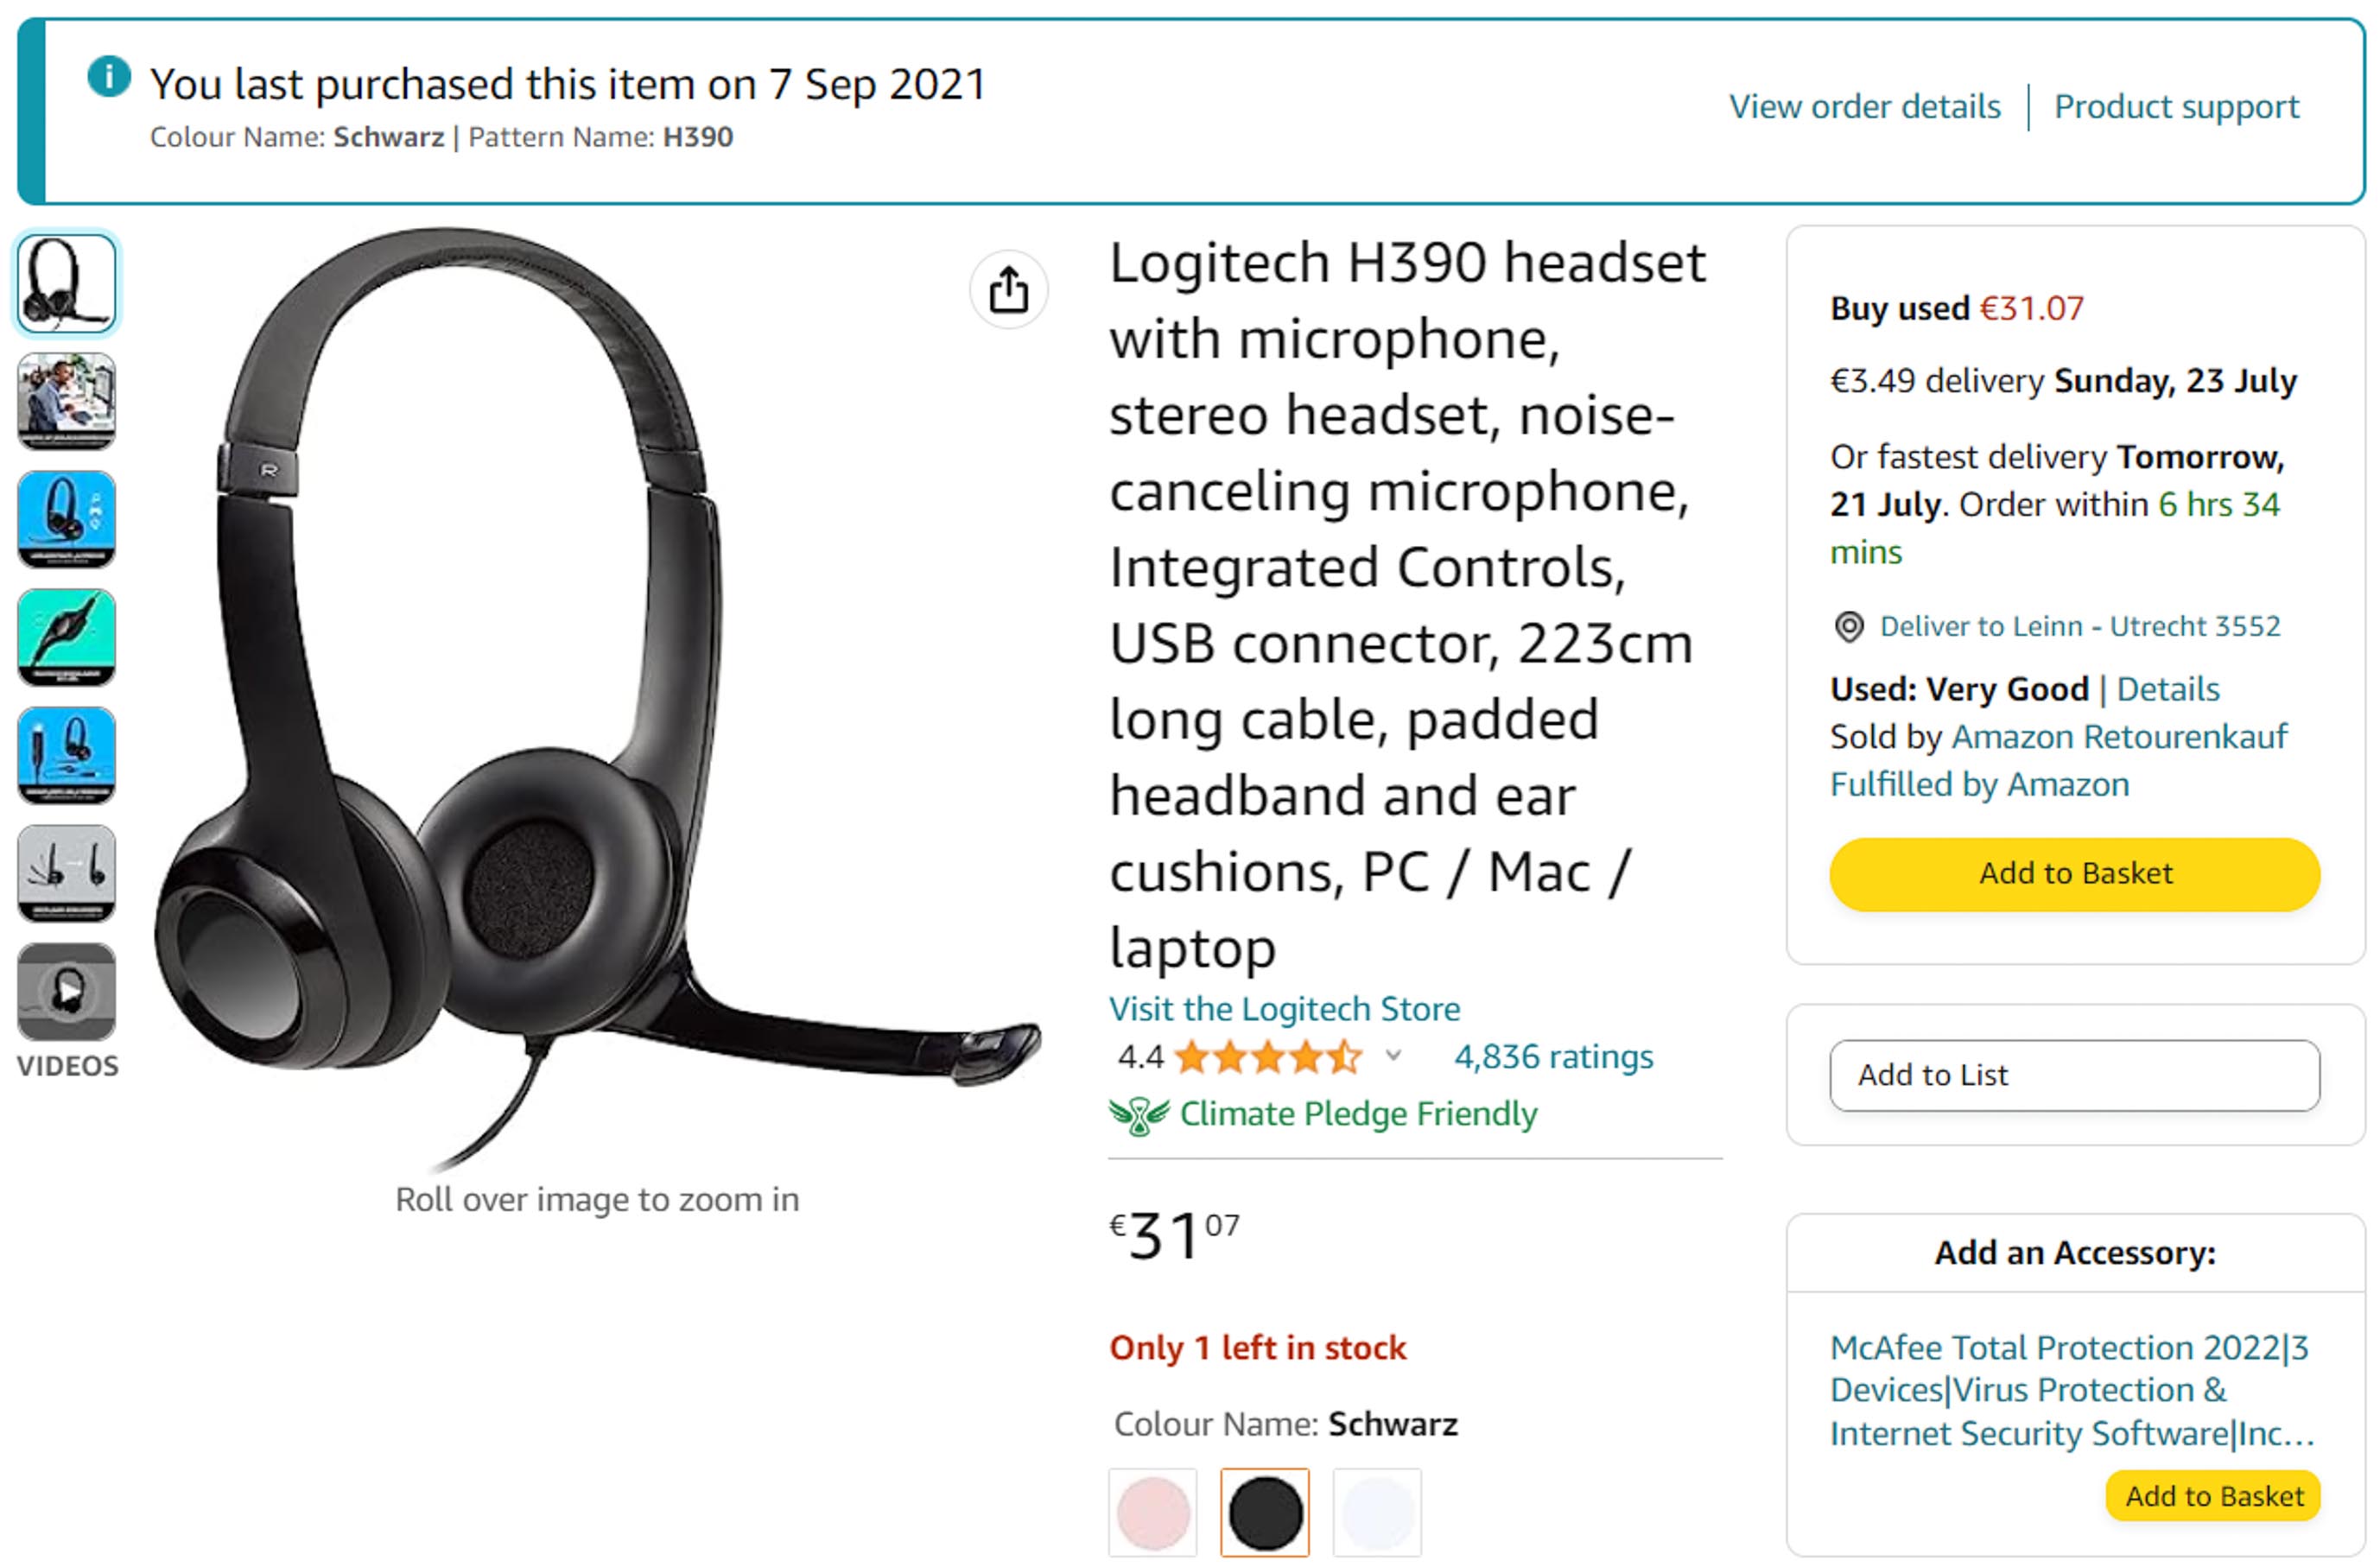 You last purchased this item on 7 Sep 2021
Colour Name: Schwarz | Pattern Name: H390
View order details | Product support
R
VIDEOS
Roll over image to zoom in
Logitech H390 headset
with microphone,
stereo headset, noise-
canceling microphone,
Integrated Controls,
USB connector, 223cm
long cable, padded
headband and ear
cushions, PC / Mac /
laptop
Visit the Logitech Store
4.4 4,836 ratings
Climate Pledge Friendly
€31 07
Only 1 left in stock
Colour Name: Schwarz
Buy used €31.07
€3.49 delivery Sunday, 23 July
Or fastest delivery Tomorrow,
21 July. Order within 6 hrs 34
mins
Deliver to Leinn - Utrecht 3552
Used: Very Good | Details
Sold by Amazon Retourenkauf
Fulfilled by Amazon
Add to Basket
Add to List
Add an Accessory:
McAfee Total Protection 2022|3
Devices|Virus Protection &
Internet Security Software|Inc...
Add to Basket